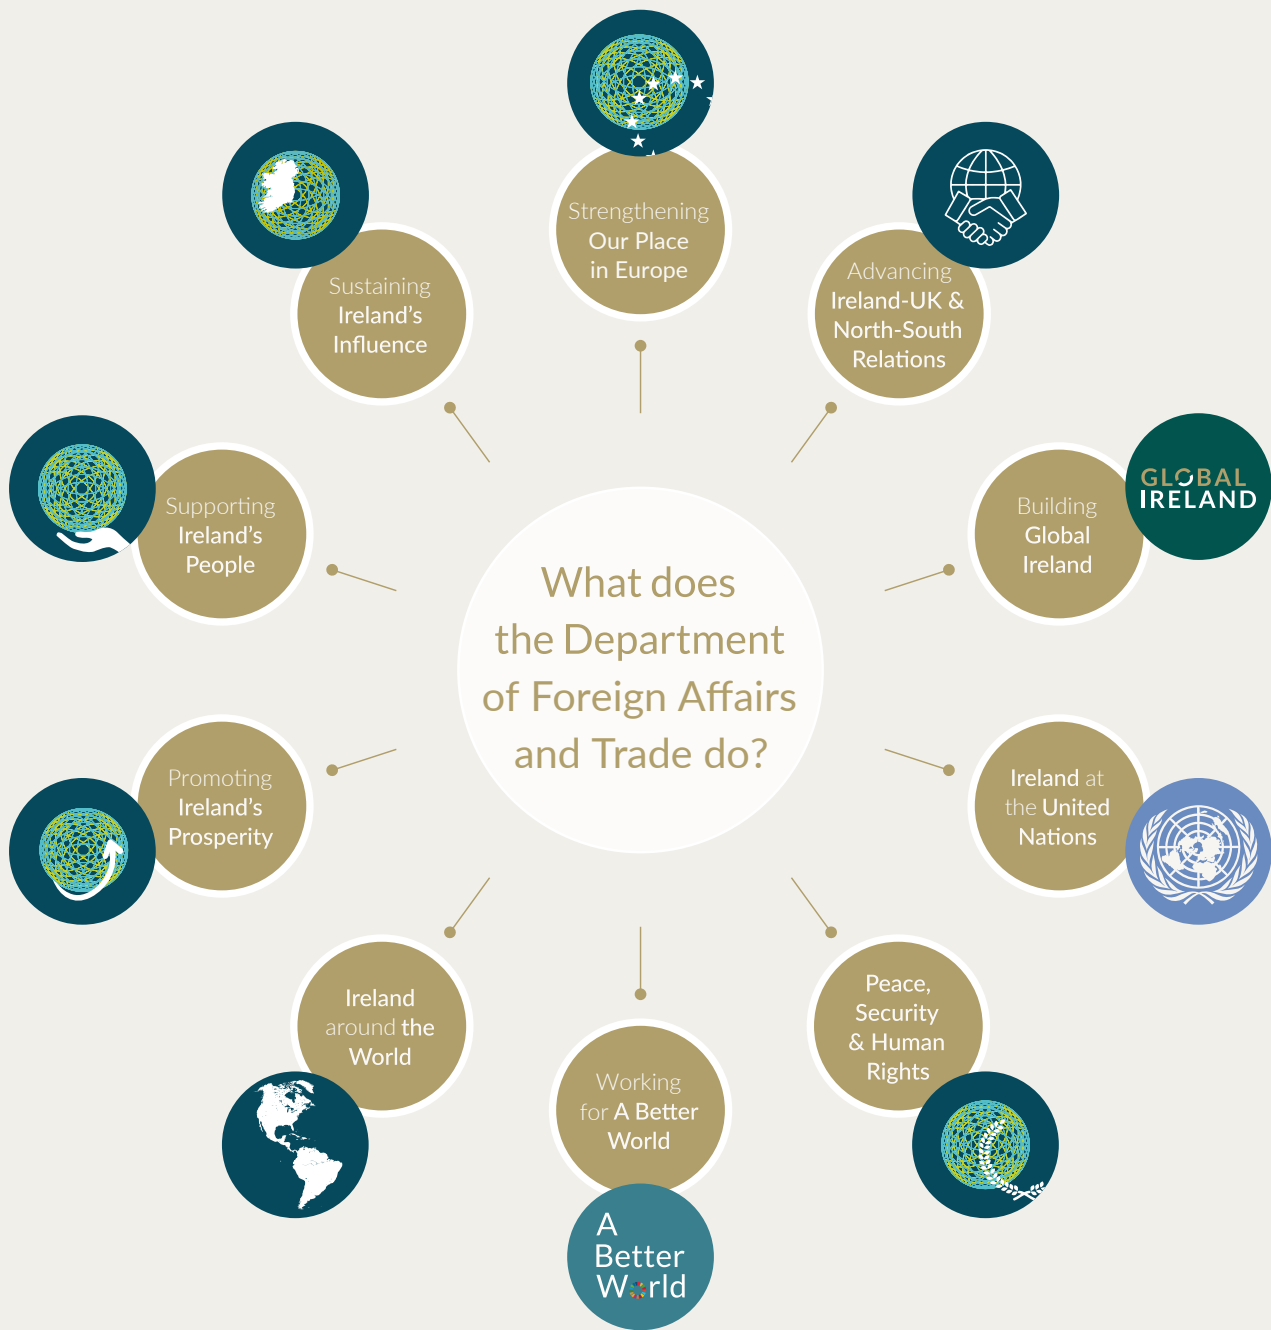 What does
the Department
of Foreign Affairs
and Trade do?
Strengthening
Our Place
in Europe
Advancing
Ireland-UK &
North-South
Relations
Building
Global
Ireland
GLOBAL
IRELAND
Ireland at
the United
Nations
Peace,
Security
& Human
Rights
Working
for A Better
World
A
Better
World
Ireland
around the
World
Promoting
Ireland’s
Prosperity
Supporting
Ireland’s
People
Sustaining
Ireland’s
Influence